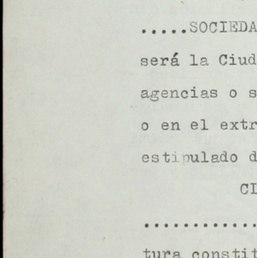 .....SOCIEDA
será la Ciud
agencias o s
o en el extr
estipulado d
CI
............
tura constit